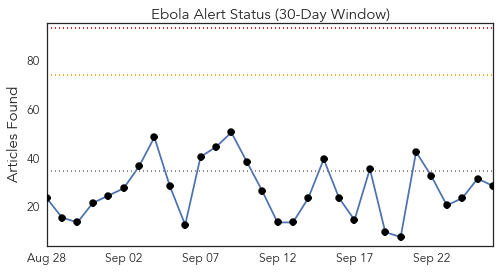 Ebola Alert Status (30-Day Window)
Articles Found
80
60
40
20
Aug 28
Sep 02
Sep 07
Sep 12
Sep 17
Sep 22